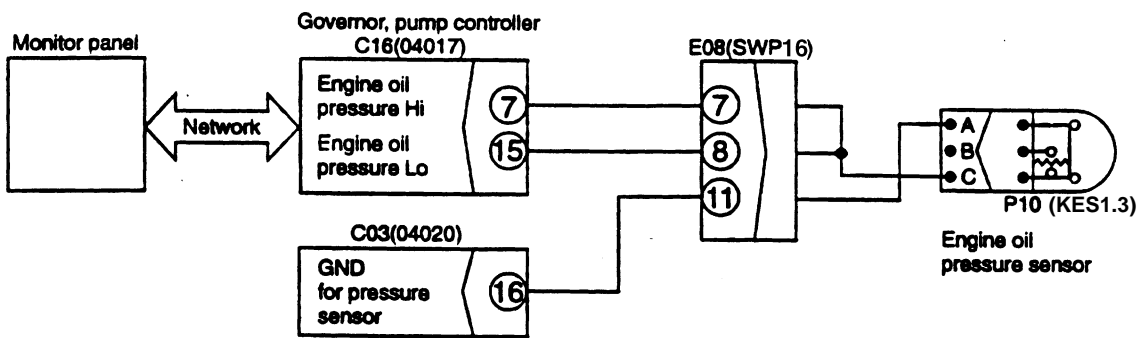 Governor, pump controller
Monitor panel
C16(04017)
E08(SWP16)
Engine oil
pressure Hi
7
7
A
Network
Engine oil
pressure Lo
15
8
B
C
11
P10 (KES1.3)
C03(04020)
Engine oil
pressure sensor
GND
for pressure
sensor
16